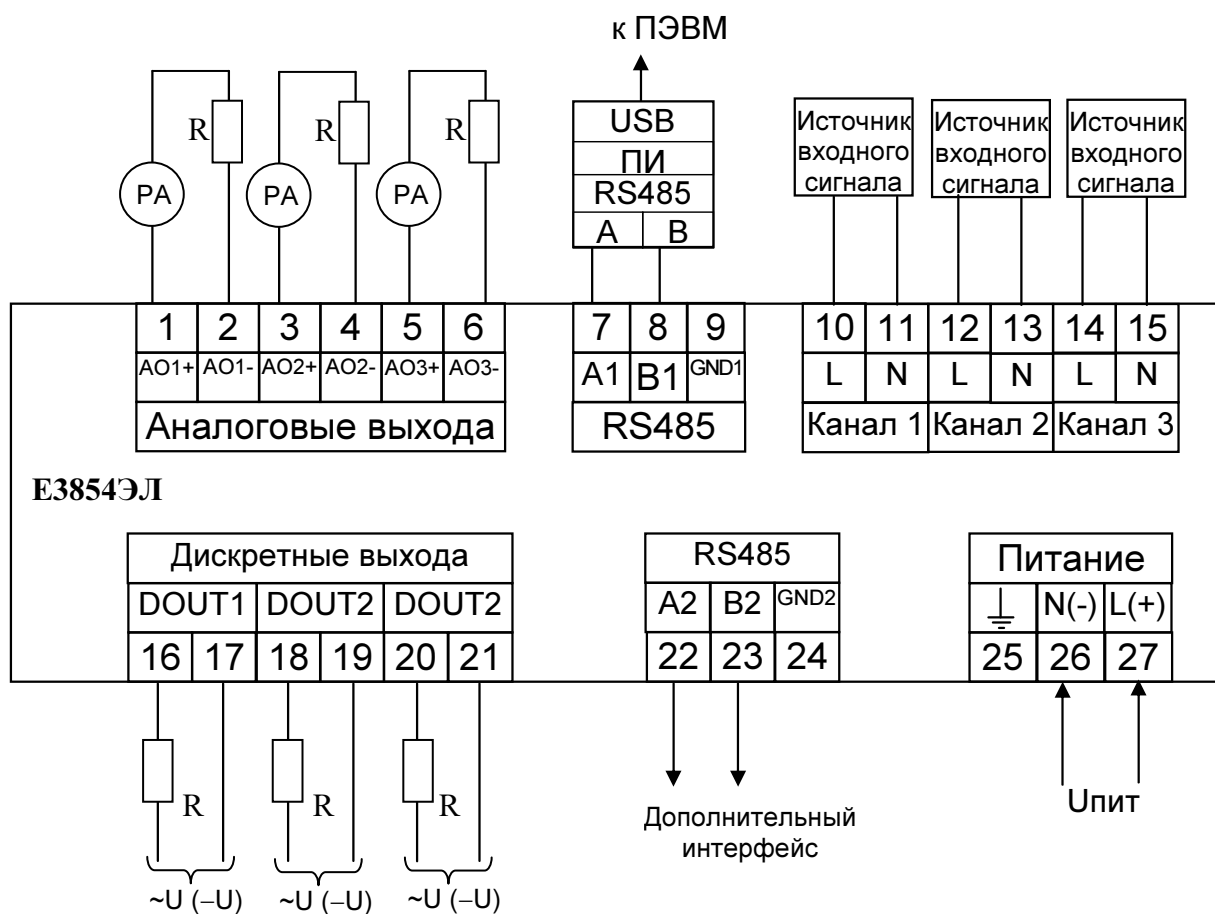 к ПЭВМ
R R R
PA PA PA
USB
ПИ
RS485
A B
Источник входного сигнала
Источник входного сигнала
Источник входного сигнала
1 2 3 4 5 6
AO1+ AO1- AO2+ AO2- AO3+ AO3-
Аналоговые выхода
7 8 9
A1 B1 GND1
RS485
10 11 12 13 14 15
L N L N L N
Канал 1 Канал 2 Канал 3
Е3854ЭЛ
Дискретные выхода
DOUT1 DOUT2 DOUT2
16 17 18 19 20 21
RS485
A2 B2 GND2
22 23 24
Питание
N(-) L(+)
25 26 27
R R R
~U (–U) ~U (–U) ~U (–U)
Дополнительный
интерфейс
Uпит